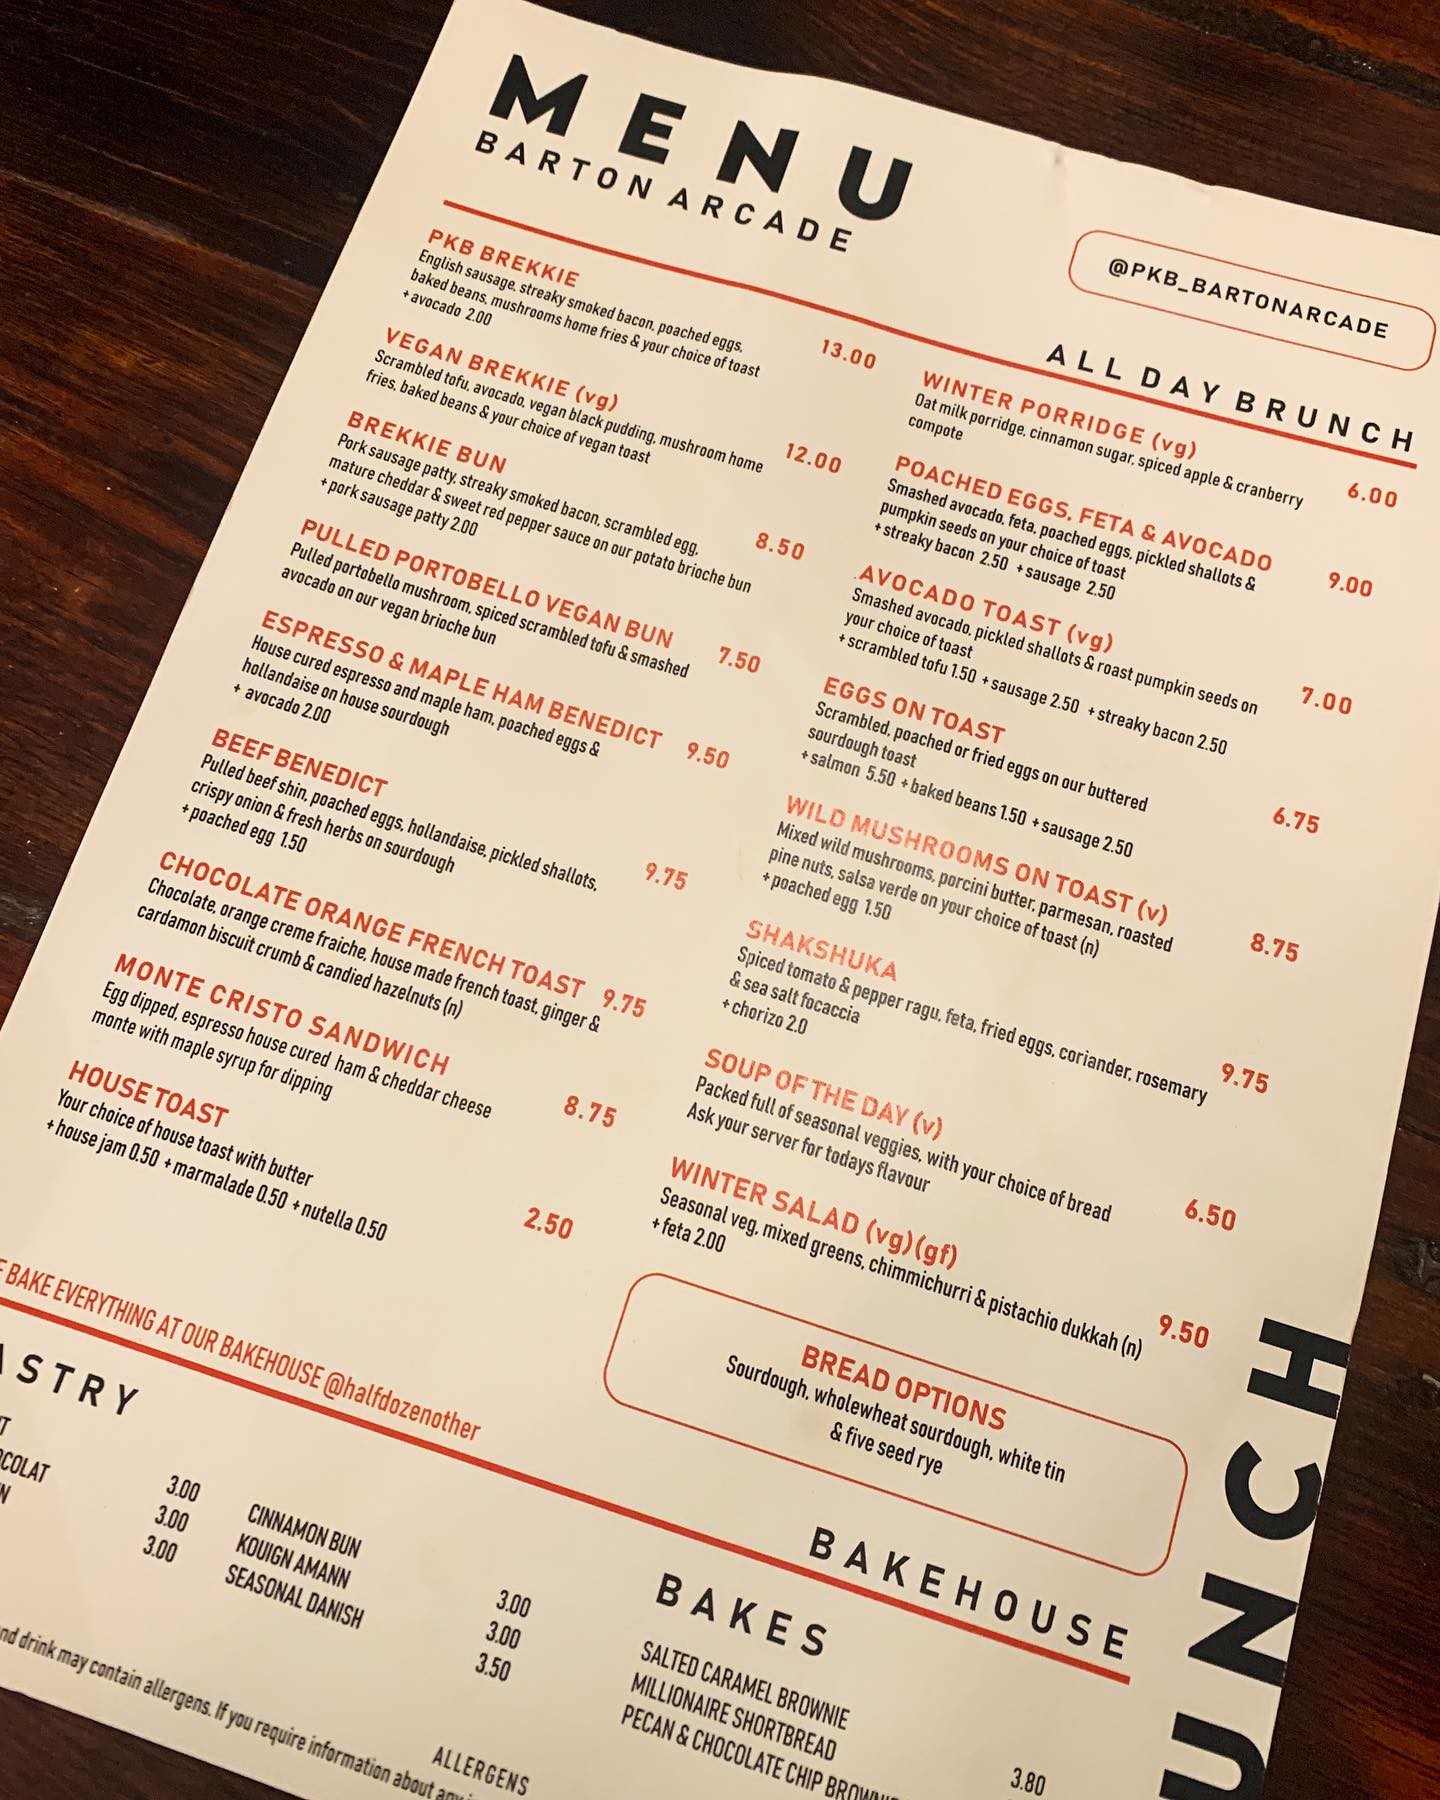 MENU
BARTON ARCADE
@PKB_BARTONARCADE
ALL DAY BRUNCH
PKB BREKKIE
English sausage, streaky smoked bacon, poached eggs,
baked beans, mushrooms home fries & your choice of toast
+ avocado 2.00
13.00
VEGAN BREKKIE (vg)
Scrambled tofu, avocado, vegan black pudding, mushroom home
fries, baked beans & your choice of vegan toast
12.00
BREKKIE BUN
Pork sausage patty, streaky smoked bacon, scrambled egg,
mature cheddar & sweet red pepper sauce on our potato brioche bun
+ pork sausage patty 2.00
8.50
PULLED PORTOBELLO VEGAN BUN
Pulled portobello mushroom, spiced scrambled tofu & smashed
avocado on our vegan brioche bun
7.50
ESPRESSO & MAPLE HAM BENEDICT
House cured espresso and maple ham, poached eggs &
hollandaise on house sourdough
+ avocado 2.00
9.50
BEEF BENEDICT
Pulled beef shin, poached eggs, hollandaise, pickled shallots,
crispy onion & fresh herbs on sourdough
+ poached egg 1.50
9.75
CHOCOLATE ORANGE FRENCH TOAST
Chocolate, orange creme fraiche, house made french toast, ginger &
cardamon biscuit crumb & candied hazelnuts (n)
9.75
MONTE CRISTO SANDWICH
Egg dipped, espresso house cured ham & cheddar cheese
monte with maple syrup for dipping
8.75
HOUSE TOAST
Your choice of house toast with butter
+ house jam 0.50 + marmalade 0.50 + nutella 0.50
2.50
WINTER PORRIDGE (vg)
Oat milk porridge, cinnamon sugar, spiced apple & cranberry
compote
6.00
POACHED EGGS, FETA & AVOCADO
Smashed avocado, feta, poached eggs, pickled shallots &
pumpkin seeds on your choice of toast
+ streaky bacon 2.50 + sausage 2.50
9.00
.AVOCADO TOAST (vg)
Smashed avocado, pickled shallots & roast pumpkin seeds on
your choice of toast
+ scrambled tofu 1.50 + sausage 2.50 + streaky bacon 2.50
7.00
EGGS ON TOAST
Scrambled, poached or fried eggs on our buttered
sourdough toast
+ salmon 5.50 + baked beans 1.50 + sausage 2.50
6.75
WILD MUSHROOMS ON TOAST (v)
Mixed wild mushrooms, porcini butter, parmesan, roasted
pine nuts, salsa verde on your choice of toast (n)
+ poached egg 1.50
8.75
SHAKSHUKA
Spiced tomato & pepper ragu, feta, fried eggs, coriander, rosemary
& sea salt focaccia
+ chorizo 2.0
9.75
SOUP OF THE DAY (v)
Packed full of seasonal veggies, with your choice of bread
Ask your server for todays flavour
6.50
WINTER SALAD (vg)(gf)
Seasonal veg, mixed greens, chimmichurri & pistachio dukkah (n)
+ feta 2.00
9.50
BREAD OPTIONS
Sourdough, wholewheat sourdough, white tin
& five seed rye
BAKE EVERYTHING AT OUR BAKEHOUSE @halfdozenother
BAKEHOUSE
ASTRY
OCOLAT
3.00
3.00
3.00
CINNAMON BUN 3.00
KOUIGN AMANN 3.00
SEASONAL DANISH 3.50
BAKES
SALTED CARAMEL BROWNIE 3.80
MILLIONAIRE SHORTBREAD
PECAN & CHOCOLATE CHIP
ALLERGENS
and drink may contain allergens. If you require information about
UNCH